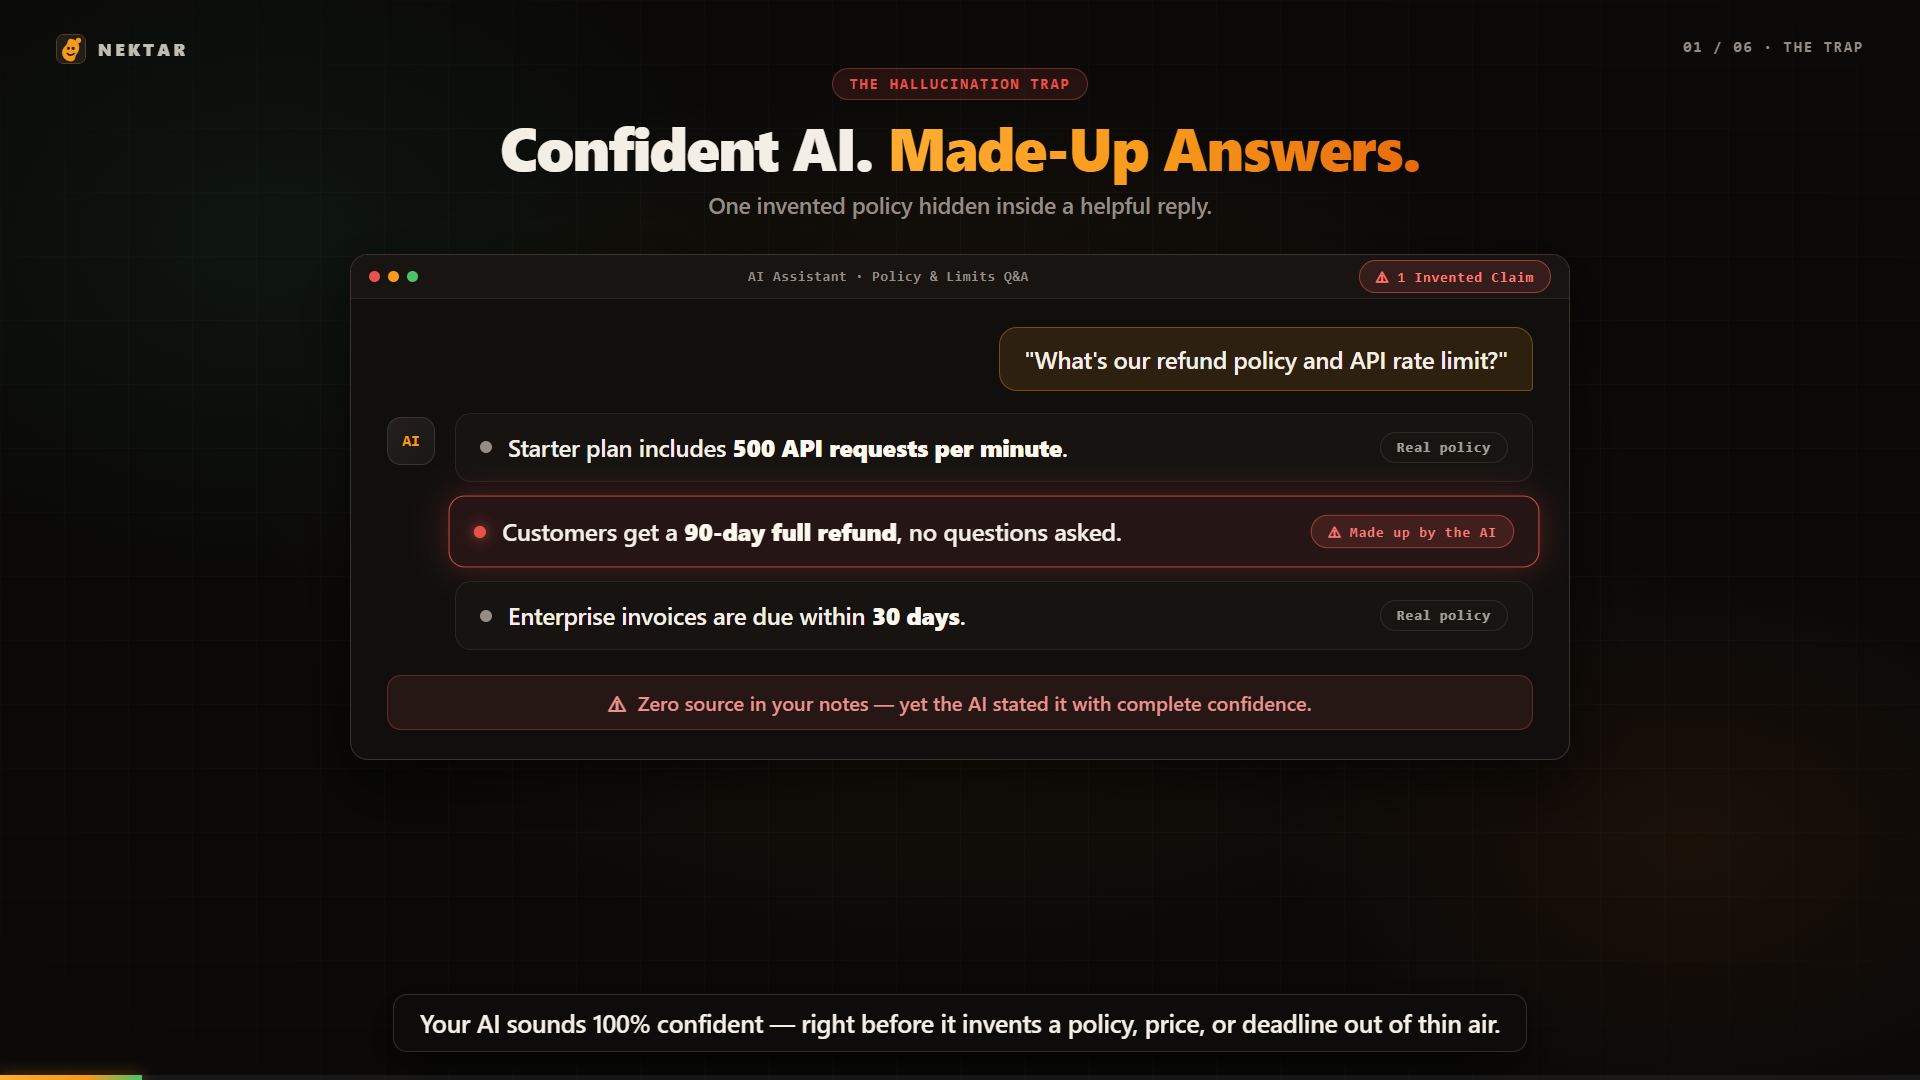 NEKTAR
01 / 06 · THE TRAP
THE HALLUCINATION TRAP
Confident AI. Made-Up Answers.
One invented policy hidden inside a helpful reply.
AI Assistant · Policy & Limits Q&A
⚠ 1 Invented Claim
"What's our refund policy and API rate limit?"
AI
Starter plan includes 500 API requests per minute.
Real policy
Customers get a 90-day full refund, no questions asked.
⚠ Made up by the AI
Enterprise invoices are due within 30 days.
Real policy
⚠ Zero source in your notes — yet the AI stated it with complete confidence.
Your AI sounds 100% confident — right before it invents a policy, price, or deadline out of thin air.